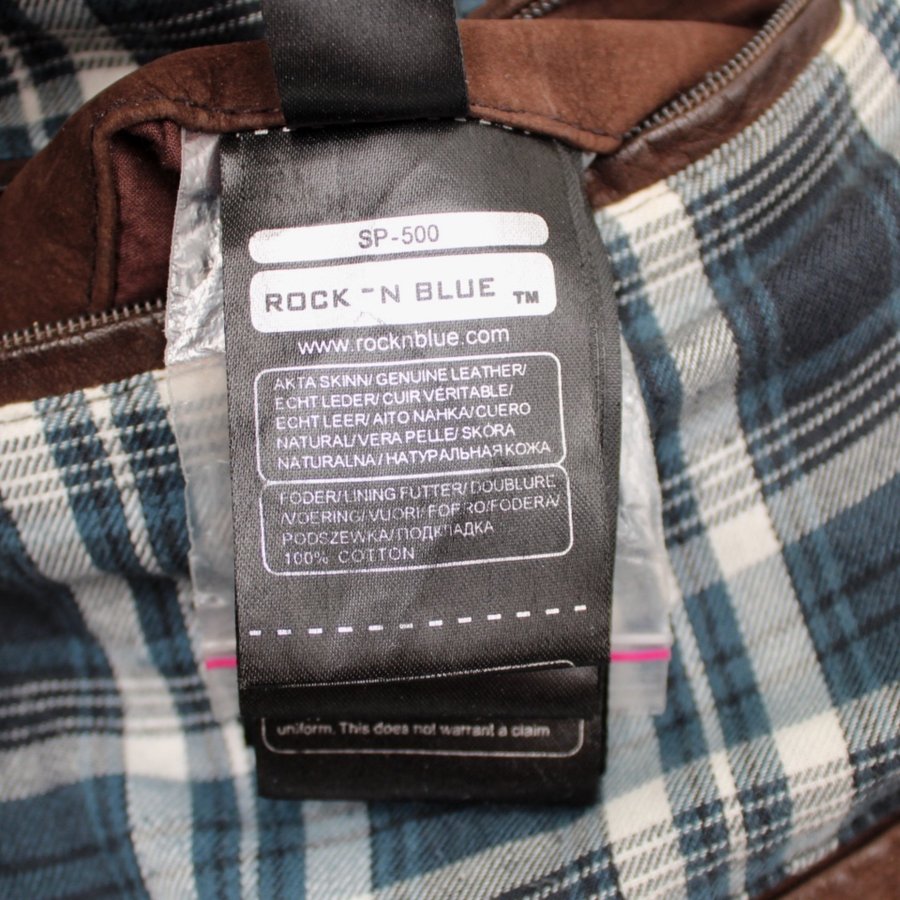 SP-500
ROCK -N BLUE ™
www.rocknblue.com
ÄKTA SKINN/ GENUINE LEATHER/
ECHT LEDER/ CUIR VÉRITABLE/
ECHT LEER/ AITO NAHKA/ CUERO
NATURAL/ VERA PELLE/ SKÓRA
NATURALNA / НАТУРАЛЬНАЯ КОЖА
FODER/ LINING FUTTER/ DOUBLURE
/VOERING/ VUORI/ FORRO/FODERA/
PODSZEWKA/ПОДКЛАДКА
100% COTTON
uniform. This does not warrant a claim